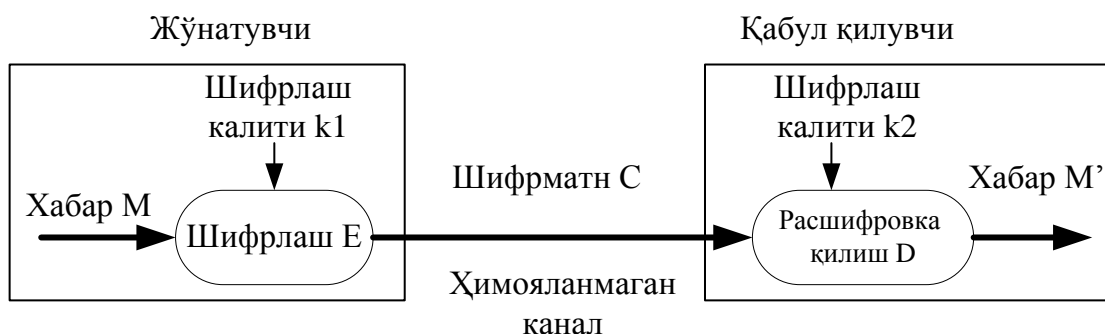 Жўнатувчи
Қабул қилувчи
Шифрлаш
калити k1
Шифрлаш
калити k2
Хабар М
Шифрлаш Е
Шифрматн С
Ҳимояланмаган
канал
Расшифровка
қилиш D
Хабар М’